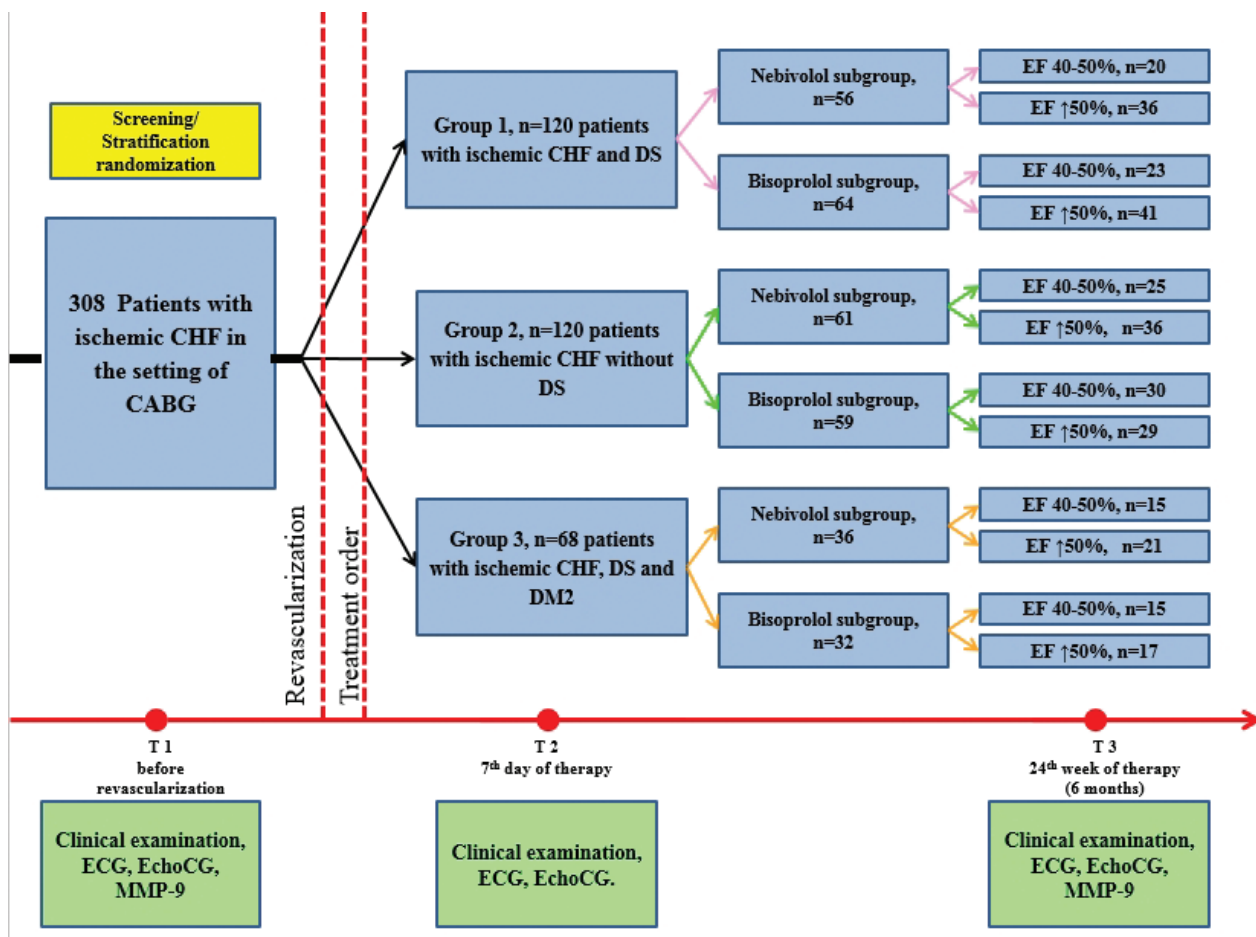 Screening/
Stratification
randomization
308 Patients with
ischemic CHF in
the setting of
CABG
Revascularization
Treatment order
Group 1, n=120 patients
with ischemic CHF and DS
Nebivolol subgroup,
n=56
EF 40-50%, n=20
EF ↑50%, n=36
Bisoprolol subgroup,
n=64
EF 40-50%, n=23
EF ↑50%, n=41
Group 2, n=120 patients
with ischemic CHF without
DS
Nebivolol subgroup,
n=61
EF 40-50%, n=25
EF ↑50%, n=36
Bisoprolol subgroup,
n=59
EF 40-50%, n=30
EF ↑50%, n=29
Group 3, n=68 patients
with ischemic CHF, DS and
DM2
Nebivolol subgroup,
n=36
EF 40-50%, n=15
EF ↑50%, n=21
Bisoprolol subgroup,
n=32
EF 40-50%, n=15
EF ↑50%, n=17
T 1
before
revascularization
Clinical examination,
ECG, EchoCG,
MMP-9
T 2
7th day of therapy
Clinical examination,
ECG, EchoCG.
T 3
24th week of therapy
(6 months)
Clinical examination,
ECG, EchoCG,
MMP-9